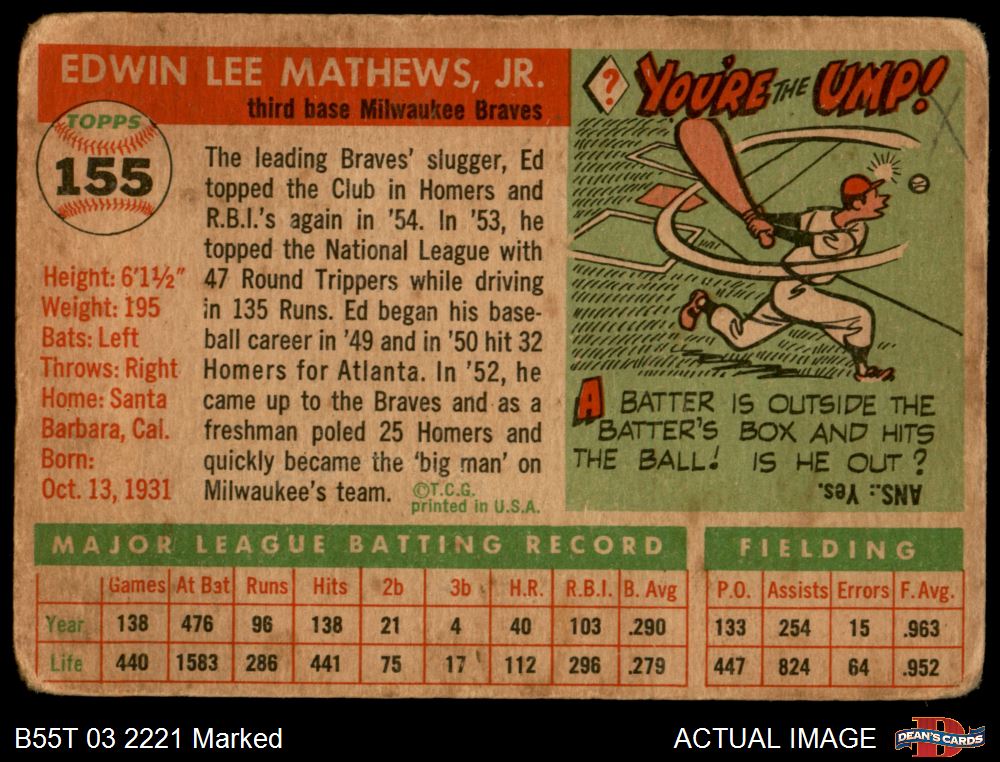 EDWIN LEE MATHEWS, JR.
third base Milwaukee Braves
TOPPS
155
Height: 6'1½"
Weight: 195
Bats: Left
Throws: Right
Home: Santa
Barbara, Cal.
Born:
Oct. 13, 1931
The leading Braves' slugger, Ed
topped the Club in Homers and
R.B.I.'s again in '54. In '53, he
topped the National League with
47 Round Trippers while driving
in 135 Runs. Ed began his base-
ball career in '49 and in '50 hit 32
Homers for Atlanta. In '52, he
came up to the Braves and as a
freshman poled 25 Homers and
quickly became the 'big man' on
Milwaukee's team.
©T.C.G.
printed in U.S.A.
? YOU'RE THE UMP!
A BATTER IS OUTSIDE THE
BATTER'S BOX AND HITS
THE BALL! IS HE OUT?
ANS.: Yes.
MAJOR LEAGUE BATTING RECORD
Games At Bat Runs Hits 2b 3b H.R. R.B.I. B. Avg
Year 138 476 96 138 21 4 40 103 .290
Life 440 1583 286 441 75 17 112 296 .279
FIELDING
P.O. Assists Errors F. Avg.
133 254 15 .963
447 824 64 .952
B55T 03 2221 Marked
ACTUAL IMAGE
DEAN'S CARDS